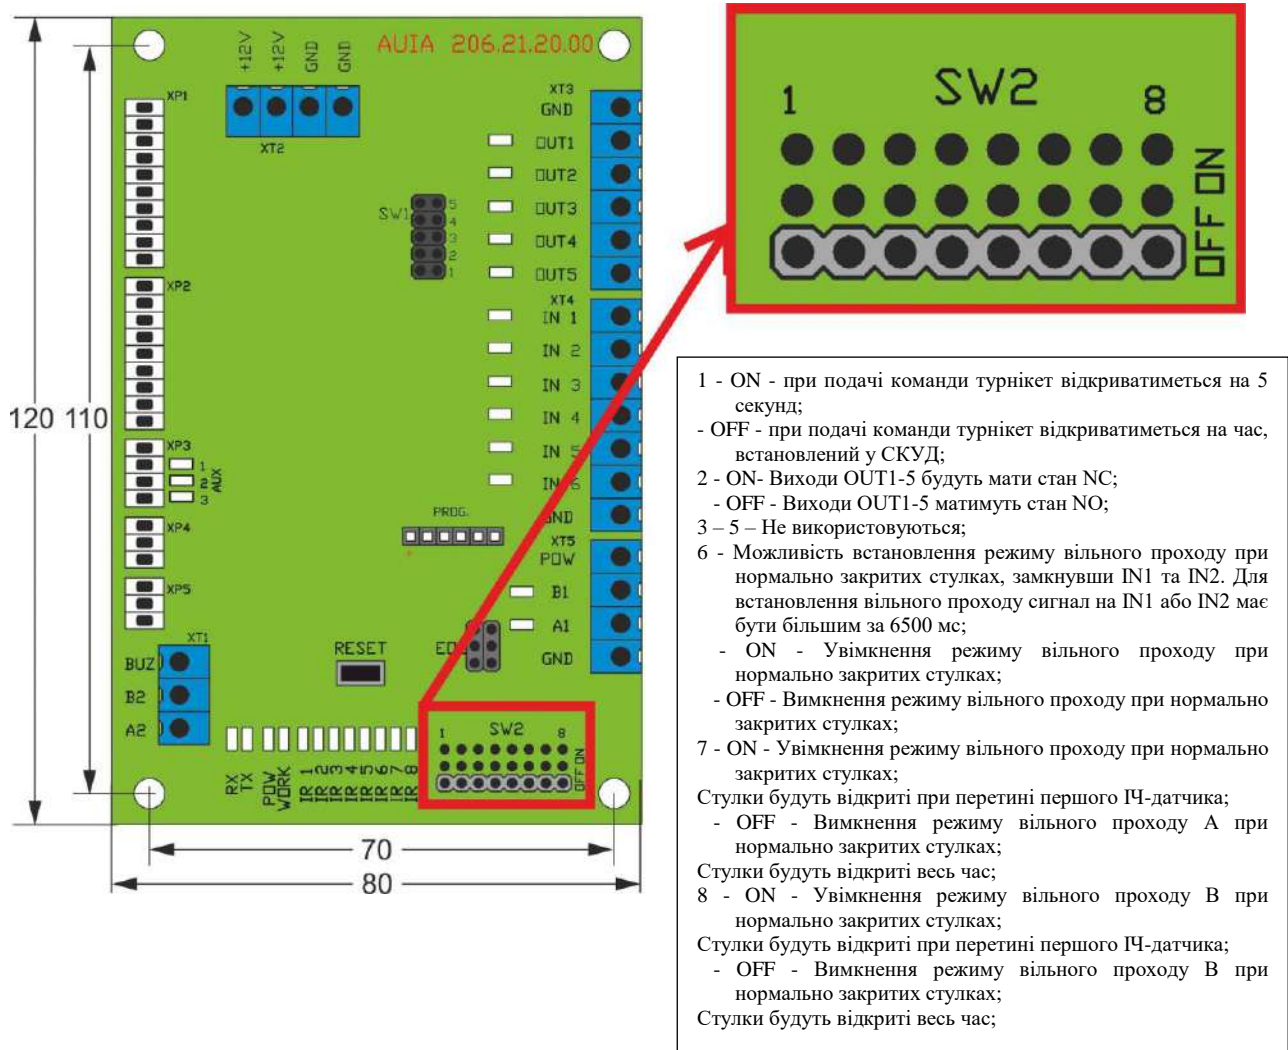 AUIA 206.21.20.00
+12V
+12V
GND
GND
XT2
XP1
XP2
XP3
1
2
3
AUX
XP4
XP5
XT1
BUZ
B2
A2
SW1
5
4
3
2
1
XT3
GND
OUT1
OUT2
OUT3
OUT4
OUT5
XT4
IN 1
IN 2
IN 3
IN 4
IN 5
IN 6
GND
XT5
POW
B1
A1
GND
PROG.
+
RESET
RX
TX
POW
WORK
IR 1
IR 2
IR 3
IR 4
IR 5
IR 6
IR 7
IR 8
1 SW2 8
OFF ON
120
110
70
80
1 SW2 8
OFF ON
1 - ON - при подачі команди турнікет відкриватиметься на 5
секунд;
- OFF - при подачі команди турнікет відкриватиметься на час,
встановлений у СКУД;
2 - ON- Виходи OUT1-5 будуть мати стан NC;
- OFF - Виходи OUT1-5 матимуть стан NO;
3 – 5 – Не використовуються;
6 - Можливість встановлення режиму вільного проходу при
нормально закритих стулках, замкнувши IN1 та IN2. Для
встановлення вільного проходу сигнал на IN1 або IN2 має
бути більшим за 6500 мс;
- ON - Увімкнення режиму вільного проходу при
нормально закритих стулках;
- OFF - Вимкнення режиму вільного проходу при нормально
закритих стулках;
7 - ON - Увімкнення режиму вільного проходу при нормально
закритих стулках;
Стулки будуть відкриті при перетині першого ІЧ-датчика;
- OFF - Вимкнення режиму вільного проходу А при
нормально закритих стулках;
Стулки будуть відкриті весь час;
8 - ON - Увімкнення режиму вільного проходу В при
нормально закритих стулках;
Стулки будуть відкриті при перетині першого ІЧ-датчика;
- OFF - Вимкнення режиму вільного проходу В при
нормально закритих стулках;
Стулки будуть відкриті весь час;